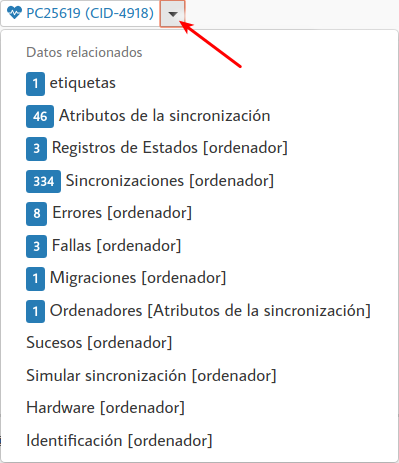 PC25619 (CID-4918)
Datos relacionados
1 etiquetas
46 Atributos de la sincronización
3 Registros de Estados [ordenador]
334 Sincronizaciones [ordenador]
8 Errores [ordenador]
3 Fallas [ordenador]
1 Migraciones [ordenador]
1 Ordenadores [Atributos de la sincronización]
Sucesos [ordenador]
Simular sincronización [ordenador]
Hardware [ordenador]
Identificación [ordenador]